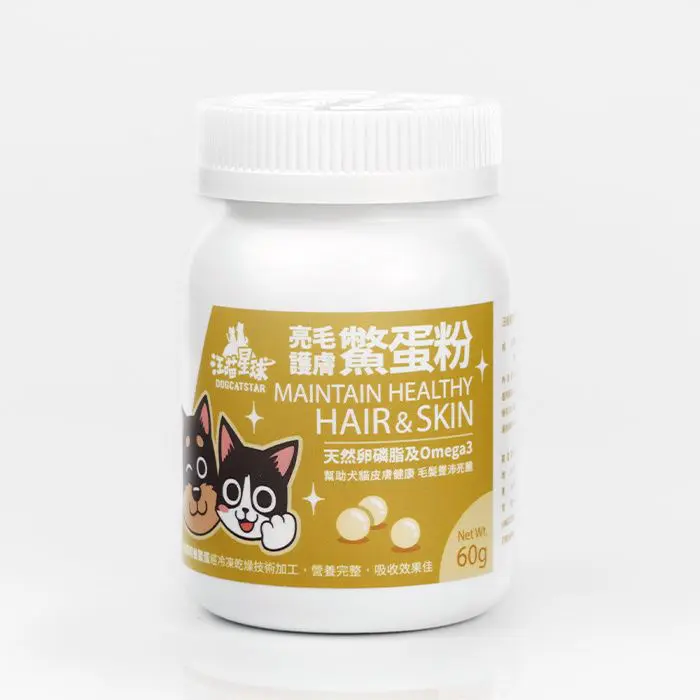 汪喵星球
DOGCATSTAR
亮毛
護膚
鱉蛋粉
MAINTAIN HEALTHY
HAIR & SKIN
天然卵磷脂及Omega3
幫助犬貓皮膚健康 毛髮豐沛亮麗
Net Wt.
60g
經冷凍乾燥技術加工，營養完整，吸收效果佳